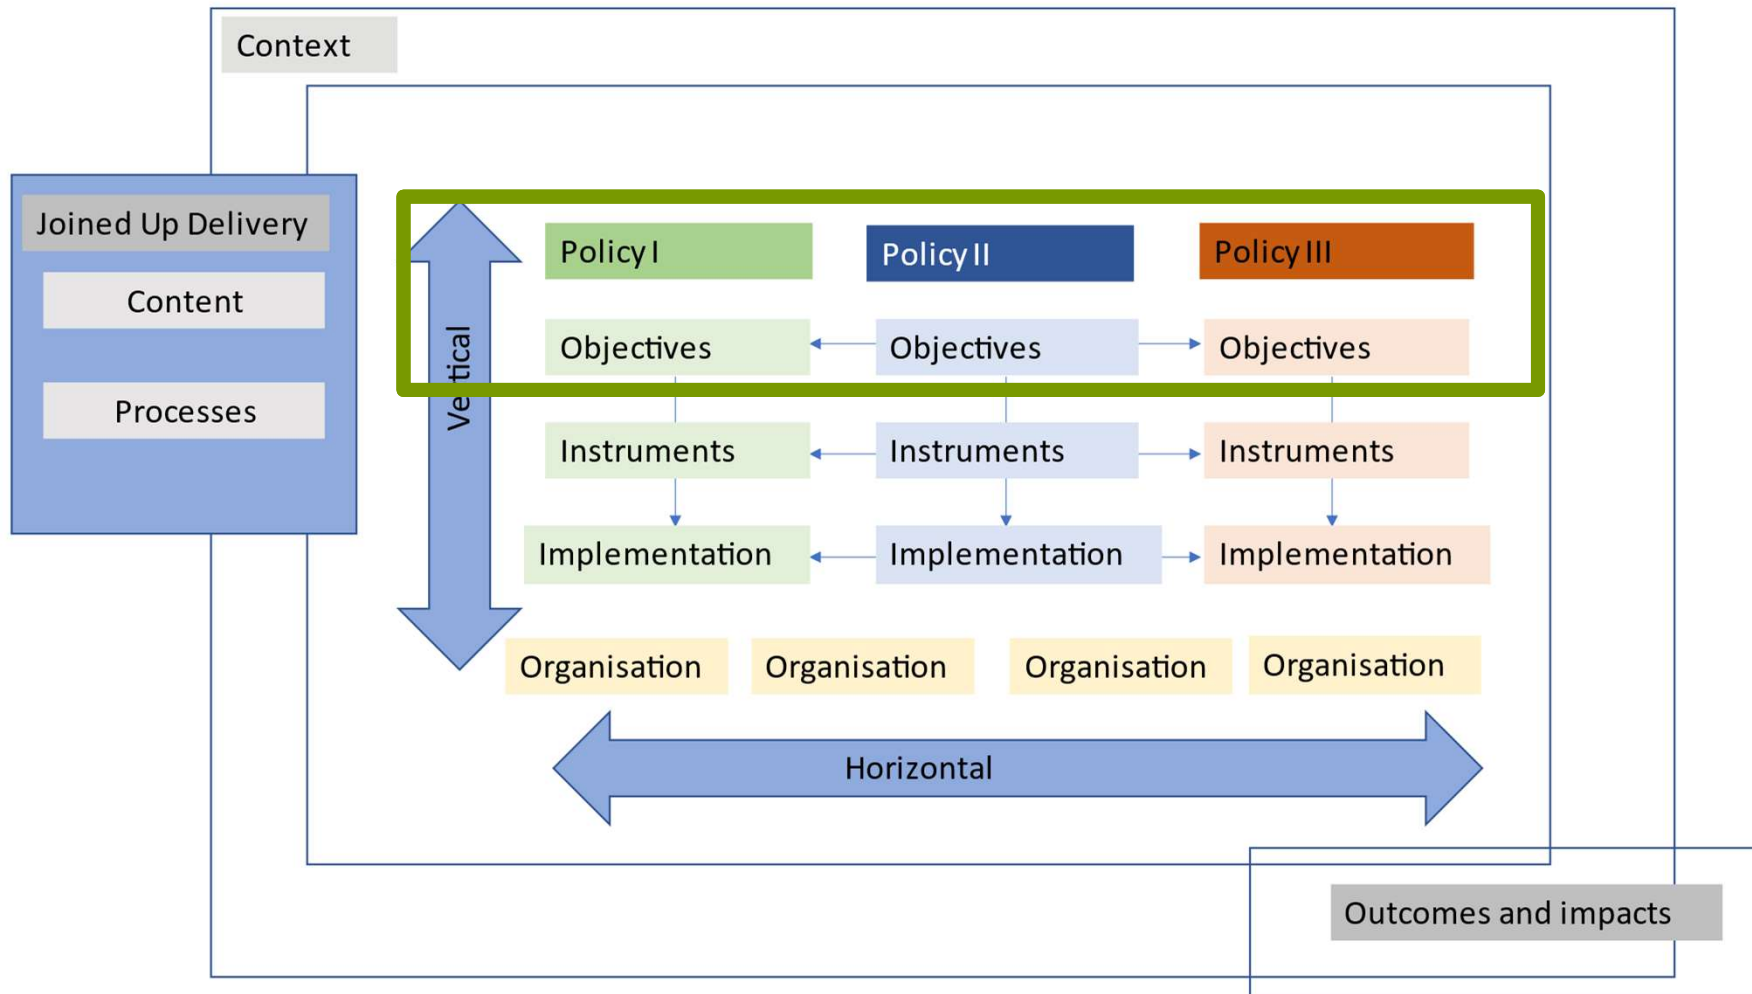 Context
Joined Up Delivery
Content
Processes
Vertical
Policy I
Policy II
Policy III
Objectives
Objectives
Objectives
Instruments
Instruments
Instruments
Implementation
Implementation
Implementation
Organisation
Organisation
Organisation
Organisation
Horizontal
Outcomes and impacts